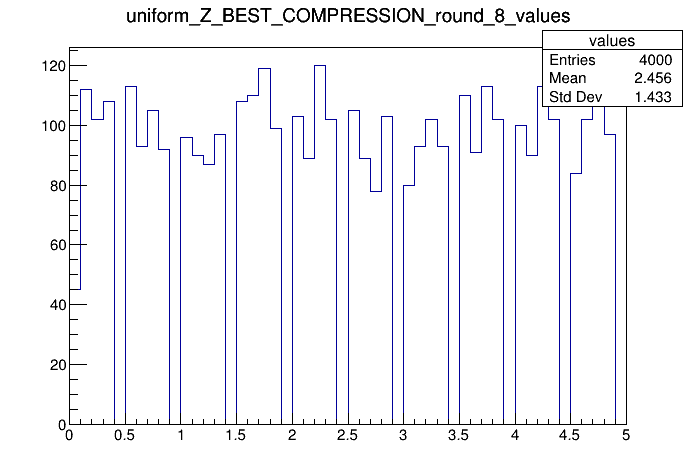 uniform_Z_BEST_COMPRESSION_round_8_values
values
Entries 4000
Mean 2.456
Std Dev 1.433
120
100
80
60
40
20
0
0 0.5 1 1.5 2 2.5 3 3.5 4 4.5 5